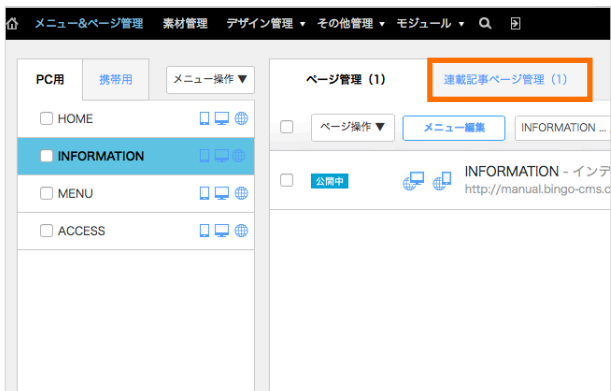 メニュー&ページ管理 素材管理 デザイン管理 ▼ その他管理 ▼ モジュール ▼
PC用 携帯用 メニュー操作 ▼
ページ管理（1） 連載記事ページ管理（1）
HOME
ページ操作 ▼ メニュー編集 INFORMATION ...
INFORMATION
公開中 INFORMATION - インデ
http://manual.bingo-cms.c
MENU
ACCESS